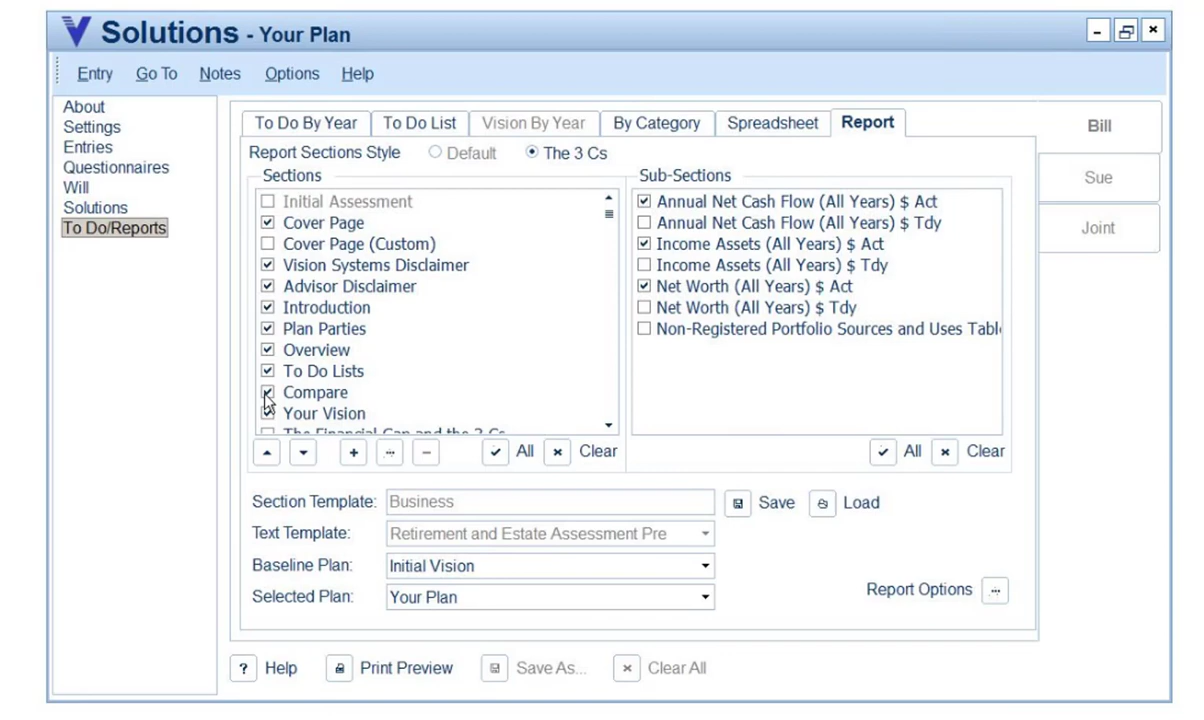 Solutions - Your Plan
Entry Go To Notes Options Help
About
Settings
Entries
Questionnaires
Will
Solutions
To Do/Reports
To Do By Year To Do List Vision By Year By Category Spreadsheet Report
Report Sections Style Default The 3 Cs
Sections
Initial Assessment
Cover Page
Cover Page (Custom)
Vision Systems Disclaimer
Advisor Disclaimer
Introduction
Plan Parties
Overview
To Do Lists
Compare
Your Vision
The Financial Gap and the 3 Cs
All Clear
Sub-Sections
Annual Net Cash Flow (All Years) $ Act
Annual Net Cash Flow (All Years) $ Tdy
Income Assets (All Years) $ Act
Income Assets (All Years) $ Tdy
Net Worth (All Years) $ Act
Net Worth (All Years) $ Tdy
Non-Registered Portfolio Sources and Uses Tabl
All Clear
Section Template: Business Save Load
Text Template: Retirement and Estate Assessment Pre
Baseline Plan: Initial Vision
Selected Plan: Your Plan
Report Options ...
? Help Print Preview Save As... Clear All
Bill
Sue
Joint